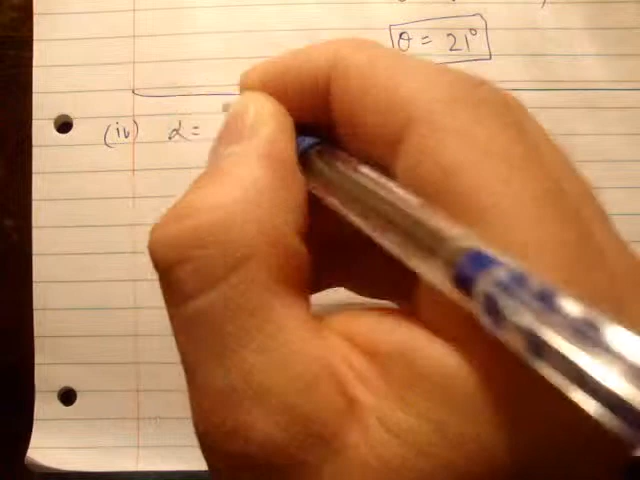 θ = 21°
(iv) α =